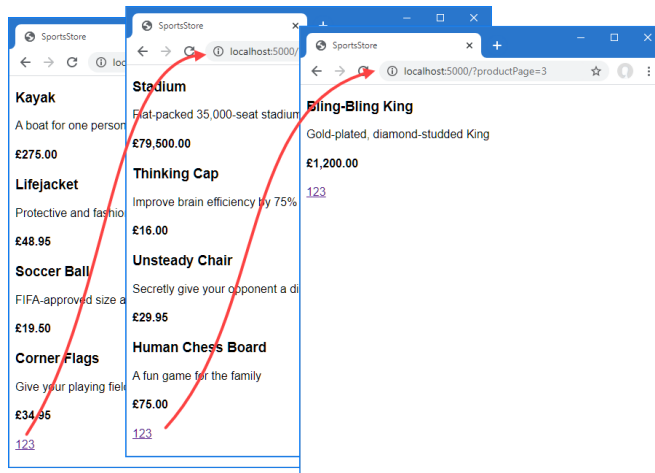 SportsStore
Kayak
A boat for one person
£275.00
Lifejacket
Protective and fashio
£48.95
Soccer Ball
FIFA-approved size a
£19.50
Corner Flags
Give your playing field
£34.95
123
SportsStore
localhost:5000/
Stadium
Flat-packed 35,000-seat stadium
£79,500.00
Thinking Cap
Improve brain efficiency by 75%
£16.00
Unsteady Chair
Secretly give your opponent a di
£29.95
Human Chess Board
A fun game for the family
£75.00
123
SportsStore
localhost:5000/?productPage=3
Bling-Bling King
Gold-plated, diamond-studded King
£1,200.00
123